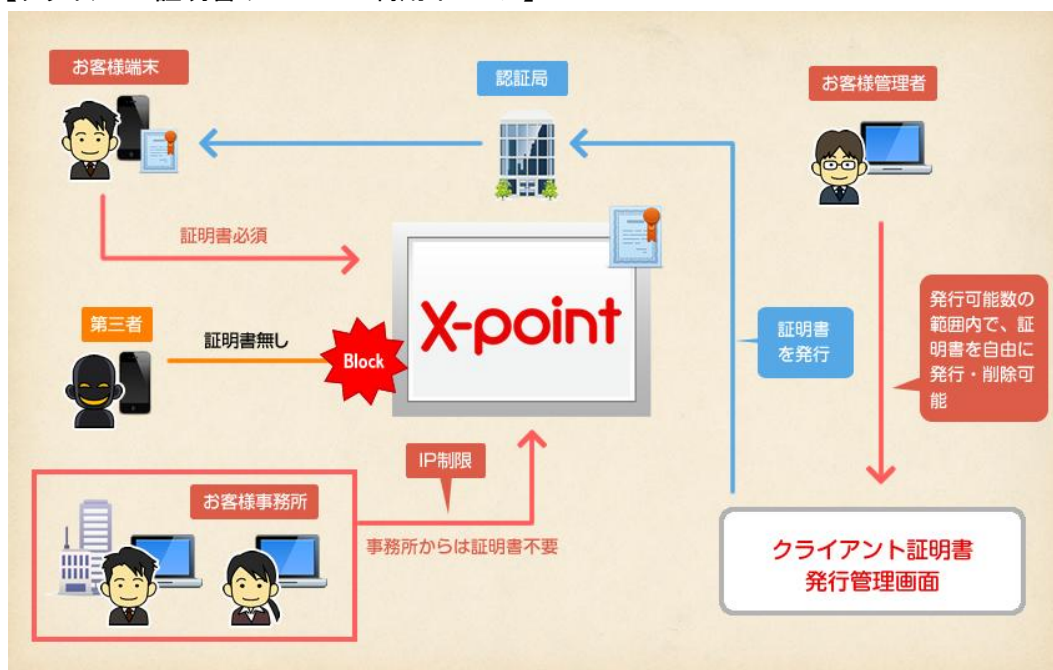 お客様端末
認証局
お客様管理者
証明書必須
X-point
第三者
証明書無し
Block
証明書
を発行
発行可能数の
範囲内で、証
明書を自由に
発行・削除可
能
IP制限
お客様事務所
事務所からは証明書不要
クライアント証明書
発行管理画面